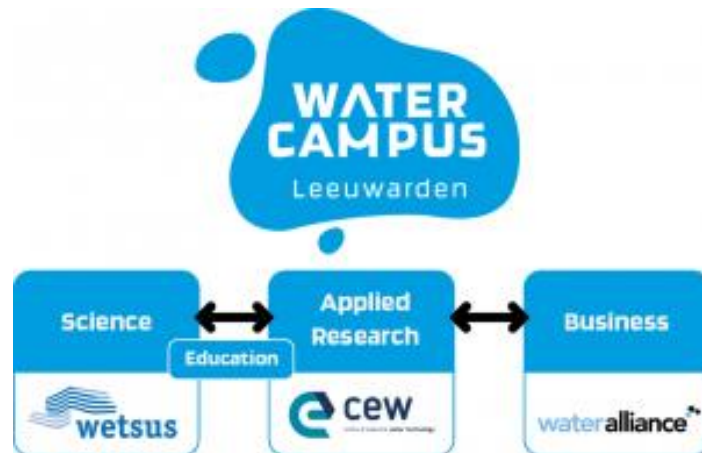 WATER
CAMPUS
Leeuwarden
Science
Applied
Research
Business
Education
wetsus
cew
wateralliance